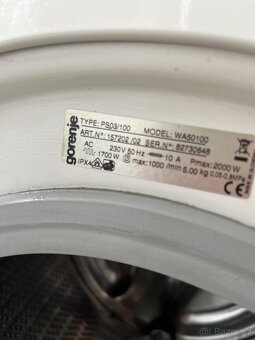 gorenje
TYPE: PS03/100 MODEL: WA50100
ART.N°: 157202 /02 SER.N°: 82730648
AC 230V 50 Hz 10 A Pmax: 2000 W
1700 W max: 1000 /min 5.00 kg 0.05-0.8MPa
IPX4